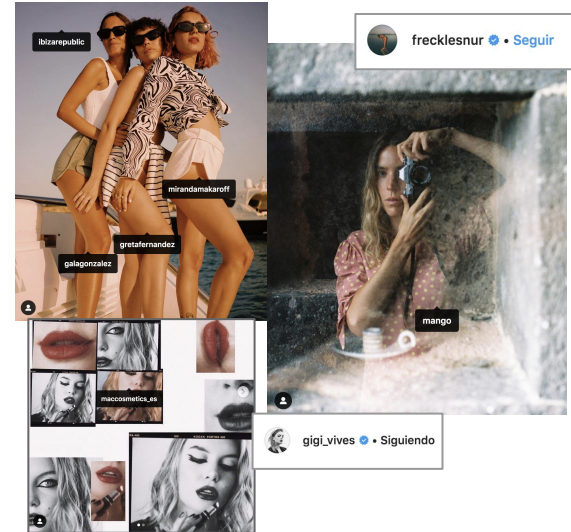 frecklesnur • Seguir
ibizarepublic
mirandamakaroff
gretafernandez
galagonzalez
mango
maccosmetics_es
gigi_vives • Siguiendo